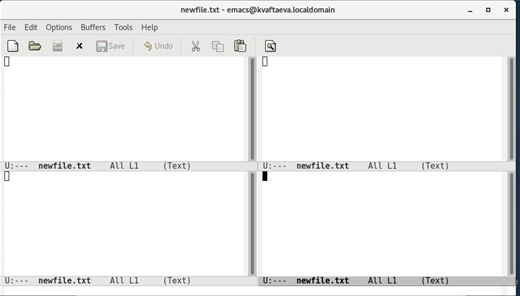 newfile.txt - emacs@kvaftaeva.localdomain
File Edit Options Buffers Tools Help
Save Undo
U:--- newfile.txt All L1 (Text)
U:--- newfile.txt All L1 (Text)
U:--- newfile.txt All L1 (Text)
U:--- newfile.txt All L1 (Text)